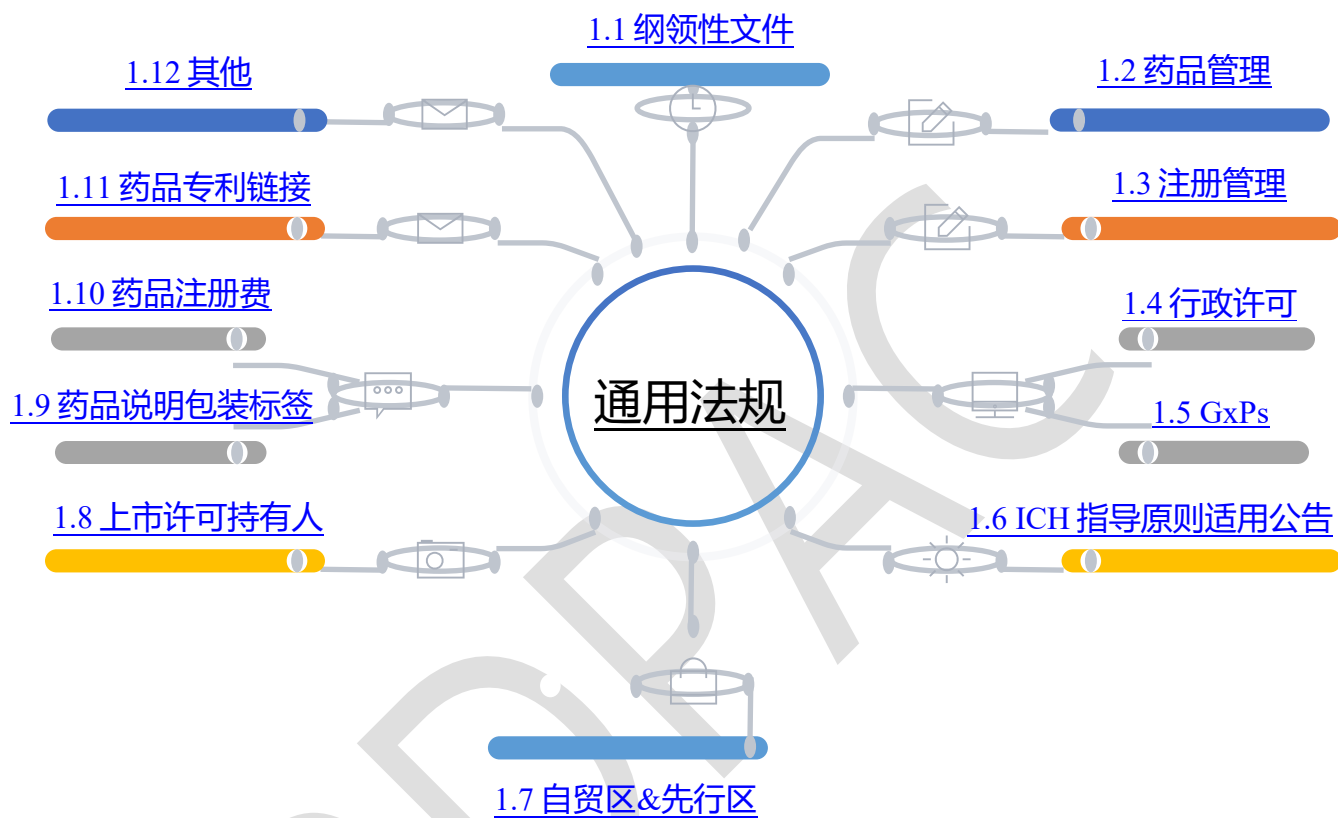 1.1 纲领性文件
1.12 其他
1.2 药品管理
1.11 药品专利链接
1.3 注册管理
1.10 药品注册费
1.4 行政许可
通用法规
1.9 药品说明包装标签
1.5 GxPs
1.8 上市许可持有人
1.6 ICH 指导原则适用公告
1.7 自贸区&先行区
DPAC